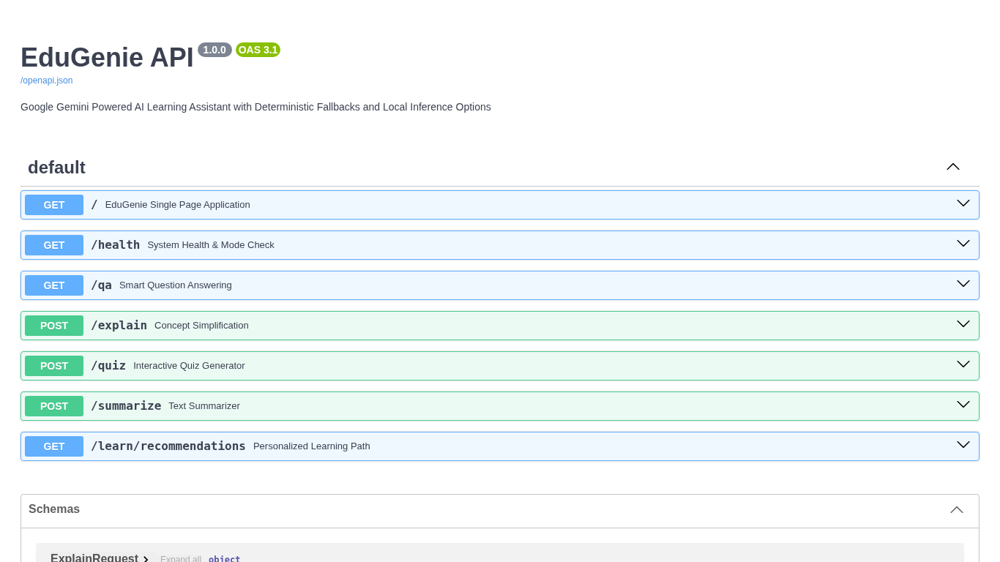 EduGenie API 1.0.0 OAS 3.1
/openapi.json
Google Gemini Powered AI Learning Assistant with Deterministic Fallbacks and Local Inference Options
default
GET / EduGenie Single Page Application
GET /health System Health & Mode Check
GET /qa Smart Question Answering
POST /explain Concept Simplification
POST /quiz Interactive Quiz Generator
POST /summarize Text Summarizer
GET /learn/recommendations Personalized Learning Path
Schemas
ExplainRequest Expand all object